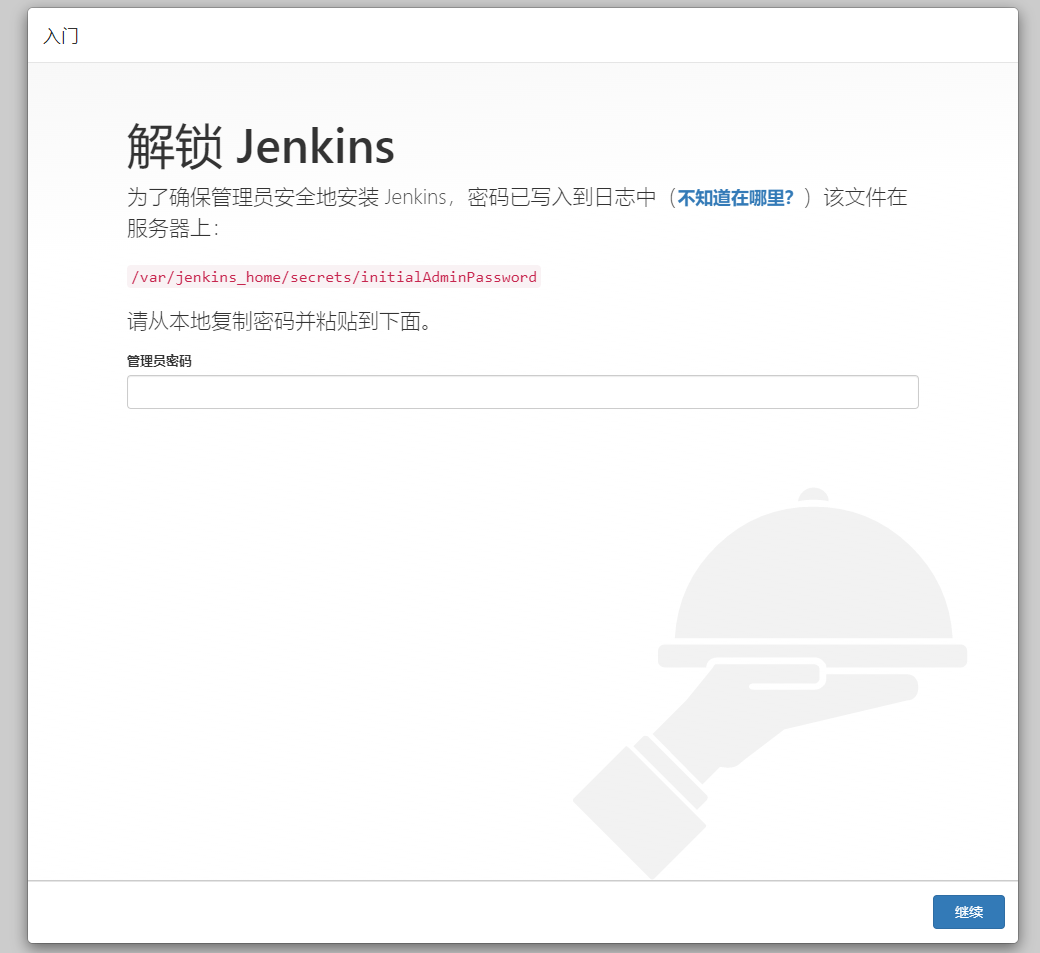 入门
解锁 Jenkins
为了确保管理员安全地安装 Jenkins，密码已写入到日志中（不知道在哪里？）该文件在
服务器上：
/var/jenkins_home/secrets/initialAdminPassword
请从本地复制密码并粘贴到下面。
管理员密码
继续